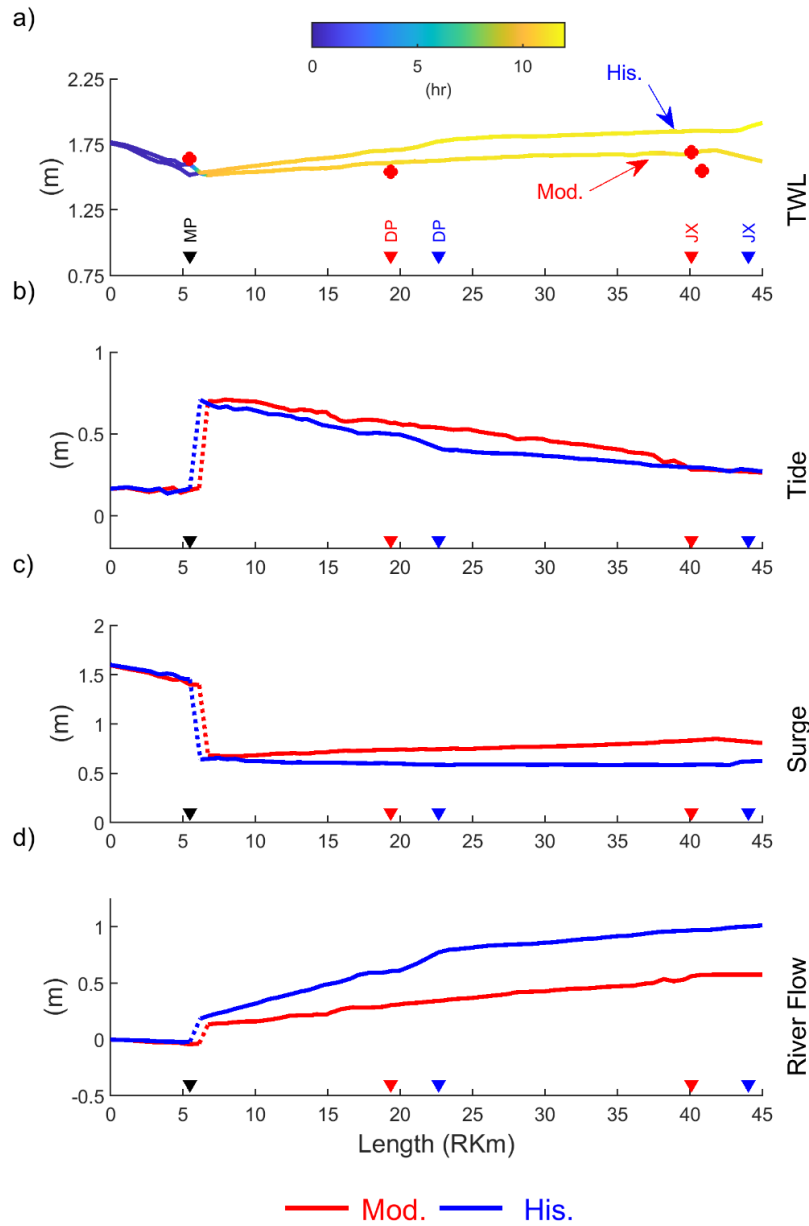 a)
0 5 10
(hr)
2.25
1.75
1.25
0.75
(m)
His.
Mod.
TWL
MP DP DP JX JX
0 5 10 15 20 25 30 35 40 45
b)
1
0.5
0
(m)
Tide
0 5 10 15 20 25 30 35 40 45
c)
2
1.5
1
0.5
0
(m)
Surge
0 5 10 15 20 25 30 35 40 45
d)
1
0.5
0
-0.5
(m)
River Flow
0 5 10 15 20 25 30 35 40 45
Length (RKm)
Mod. His.